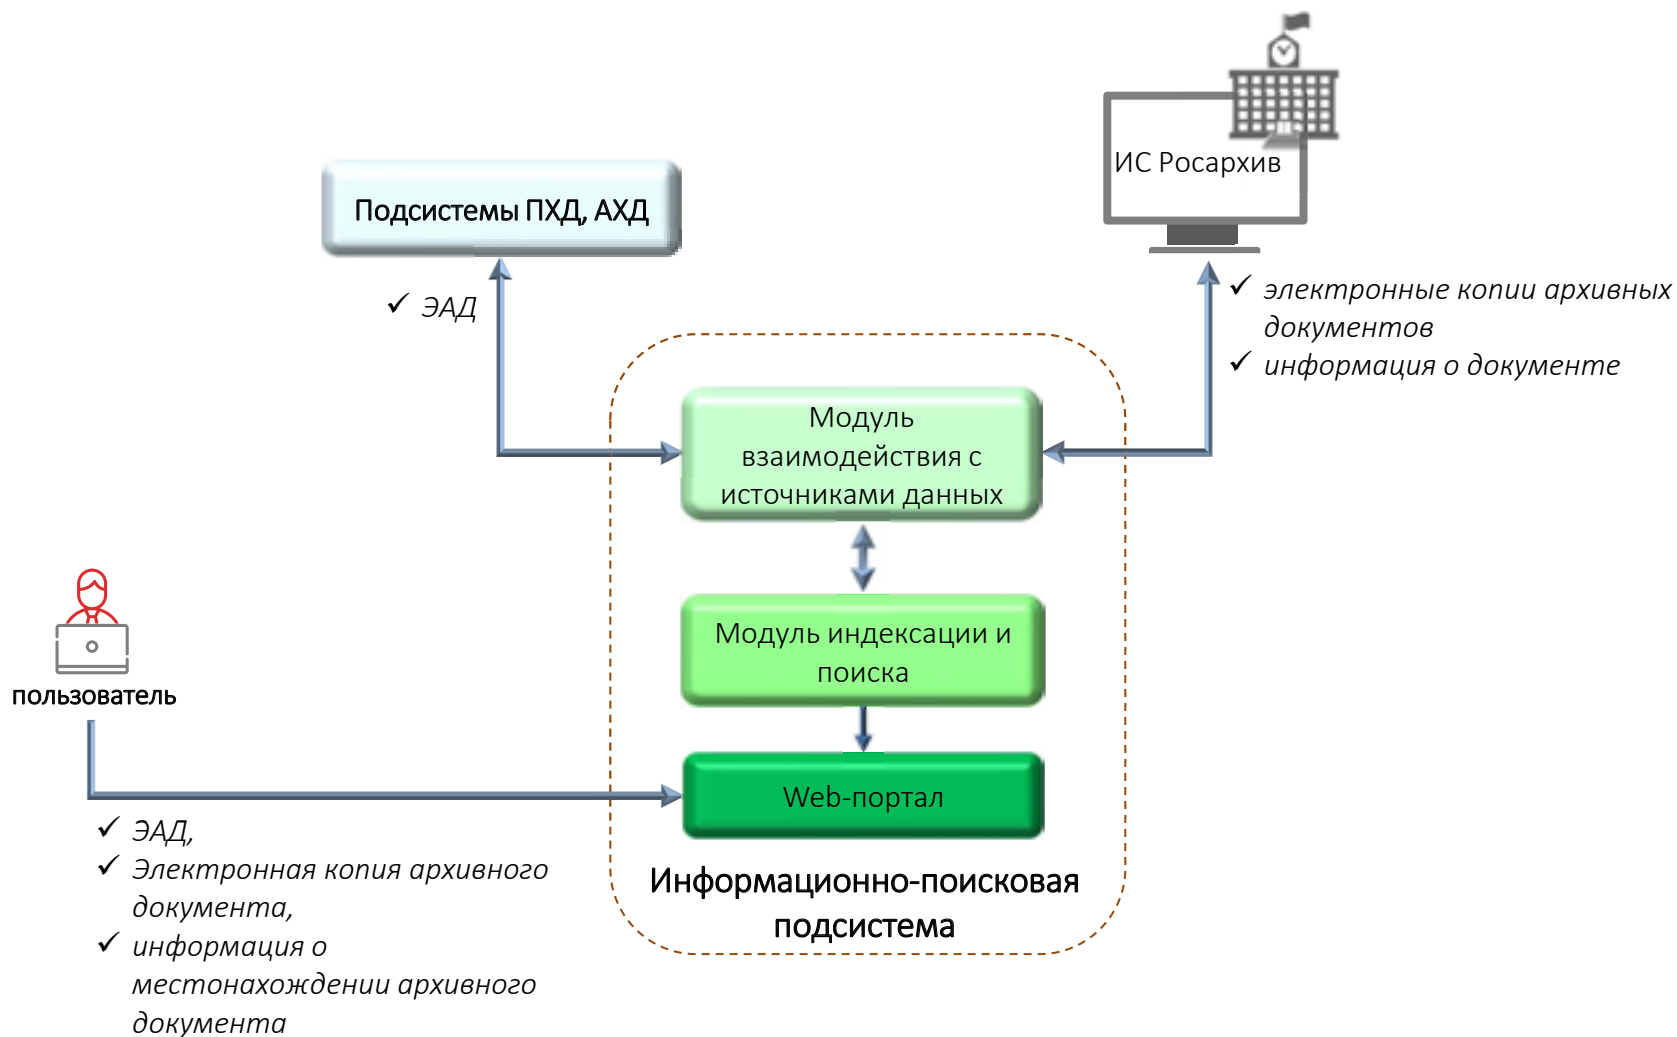 ИС Росархив
Подсистемы ПХД, АХД
✓ ЭАД
✓ электронные копии архивных
документов
✓ информация о документе
Модуль
взаимодействия с
источниками данных
Модуль индексации и
поиска
пользователь
Web-портал
✓ ЭАД,
✓ Электронная копия архивного
документа,
✓ информация о
местонахождении архивного
документа
Информационно-поисковая
подсистема